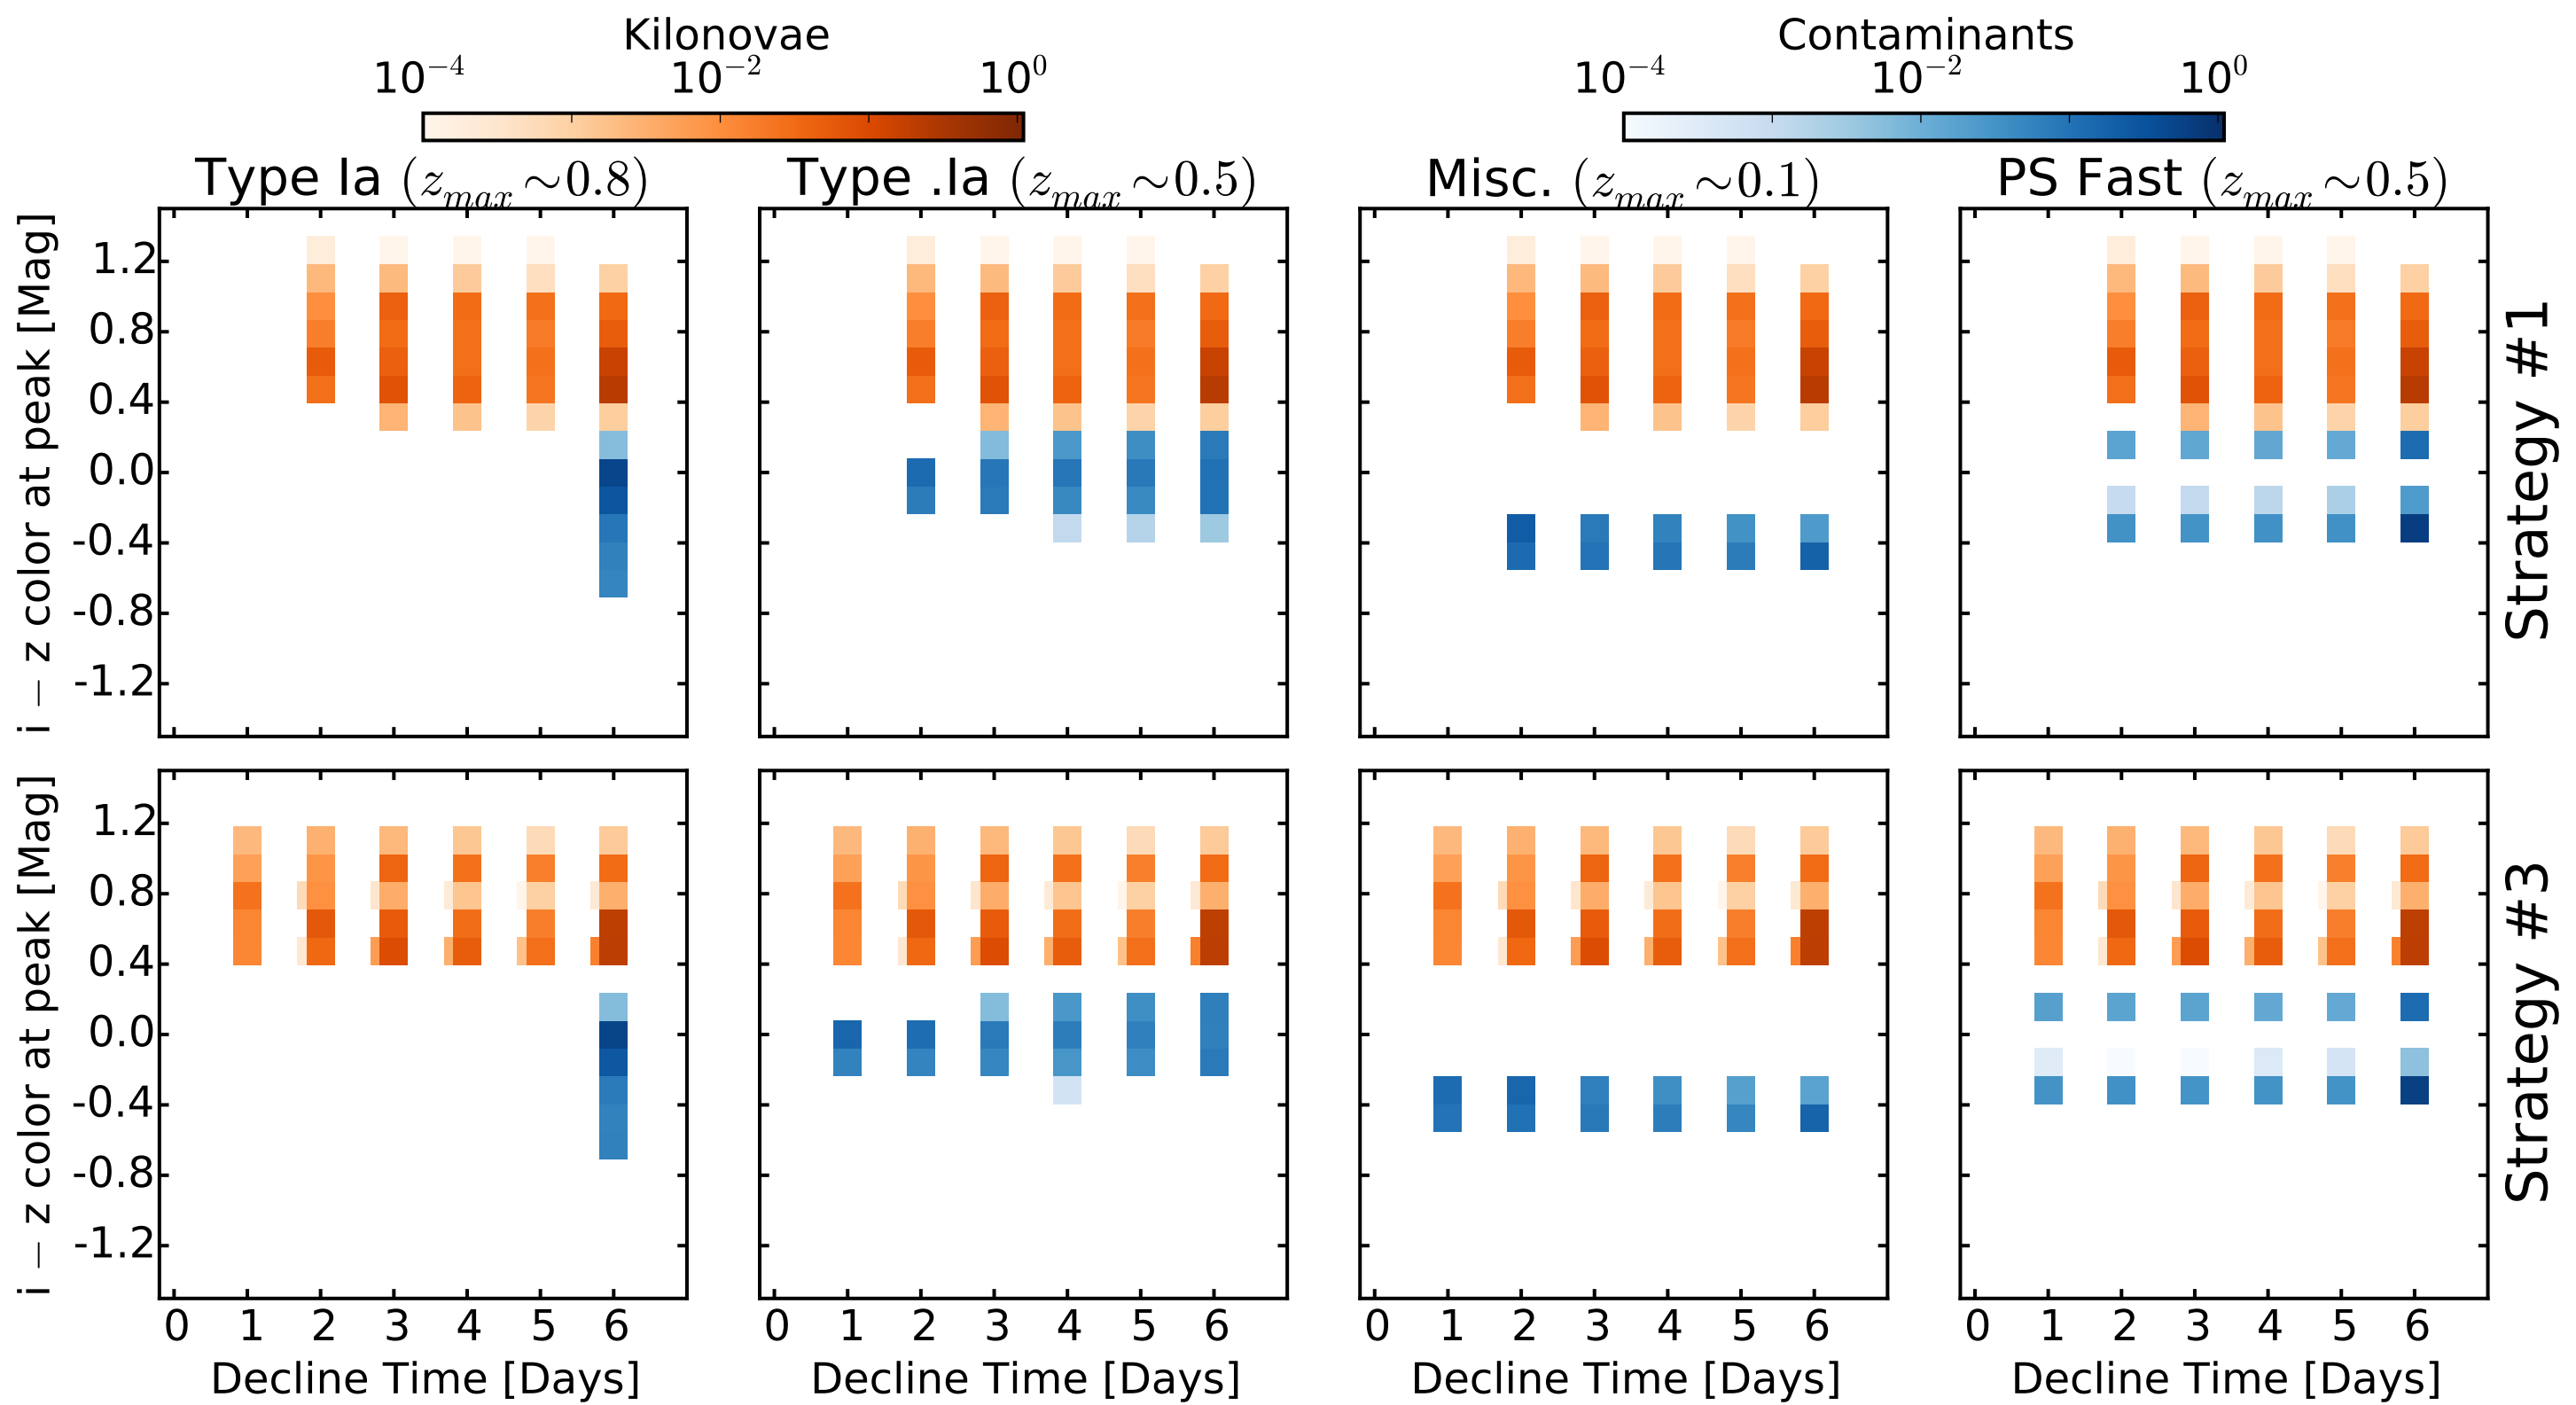 Kilonovae
Contaminants
10⁻⁴ 10⁻² 10⁰
10⁻⁴ 10⁻² 10⁰
Type Ia (z_max ~0.8)
Type .Ia (z_max ~0.5)
Misc. (z_max ~0.1)
PS Fast (z_max ~0.5)
i − z color at peak [Mag]
1.2
0.8
0.4
0.0
-0.4
-0.8
-1.2
Strategy #1
i − z color at peak [Mag]
1.2
0.8
0.4
0.0
-0.4
-0.8
-1.2
Strategy #3
0 1 2 3 4 5 6
0 1 2 3 4 5 6
0 1 2 3 4 5 6
0 1 2 3 4 5 6
Decline Time [Days]
Decline Time [Days]
Decline Time [Days]
Decline Time [Days]